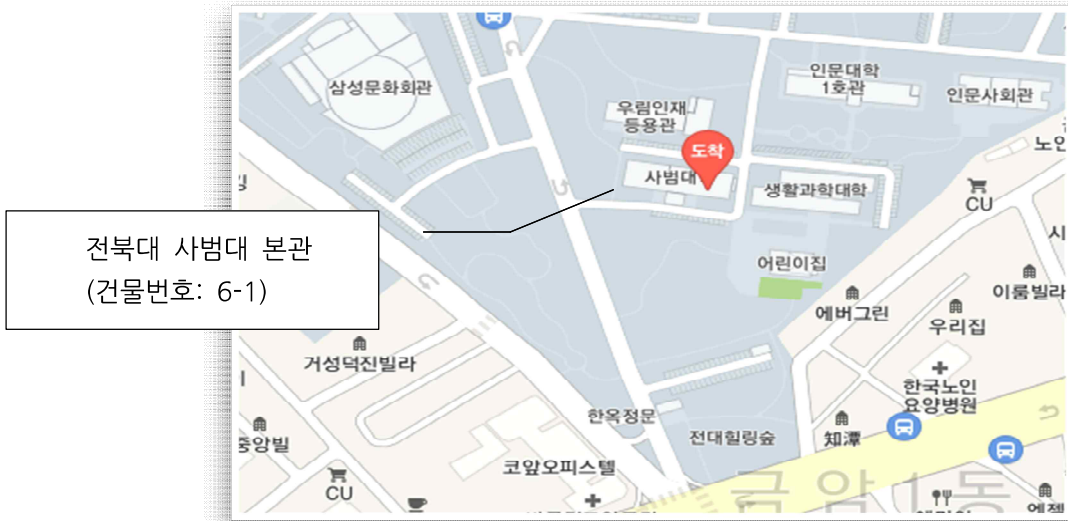 삼성문화회관
우림인재
등용관
인문대학
1호관
인문사회관
노인
도착
사범대
생활과학대학
CU
전북대 사범대 본관
(건물번호: 6-1)
어린이집
에버그린
이룸빌라
우리집
거성덕진빌라
한국노인
요양병원
한옥정문
전대힐링숲
知潭
중앙빌
코앞오피스텔
CU
금암1동